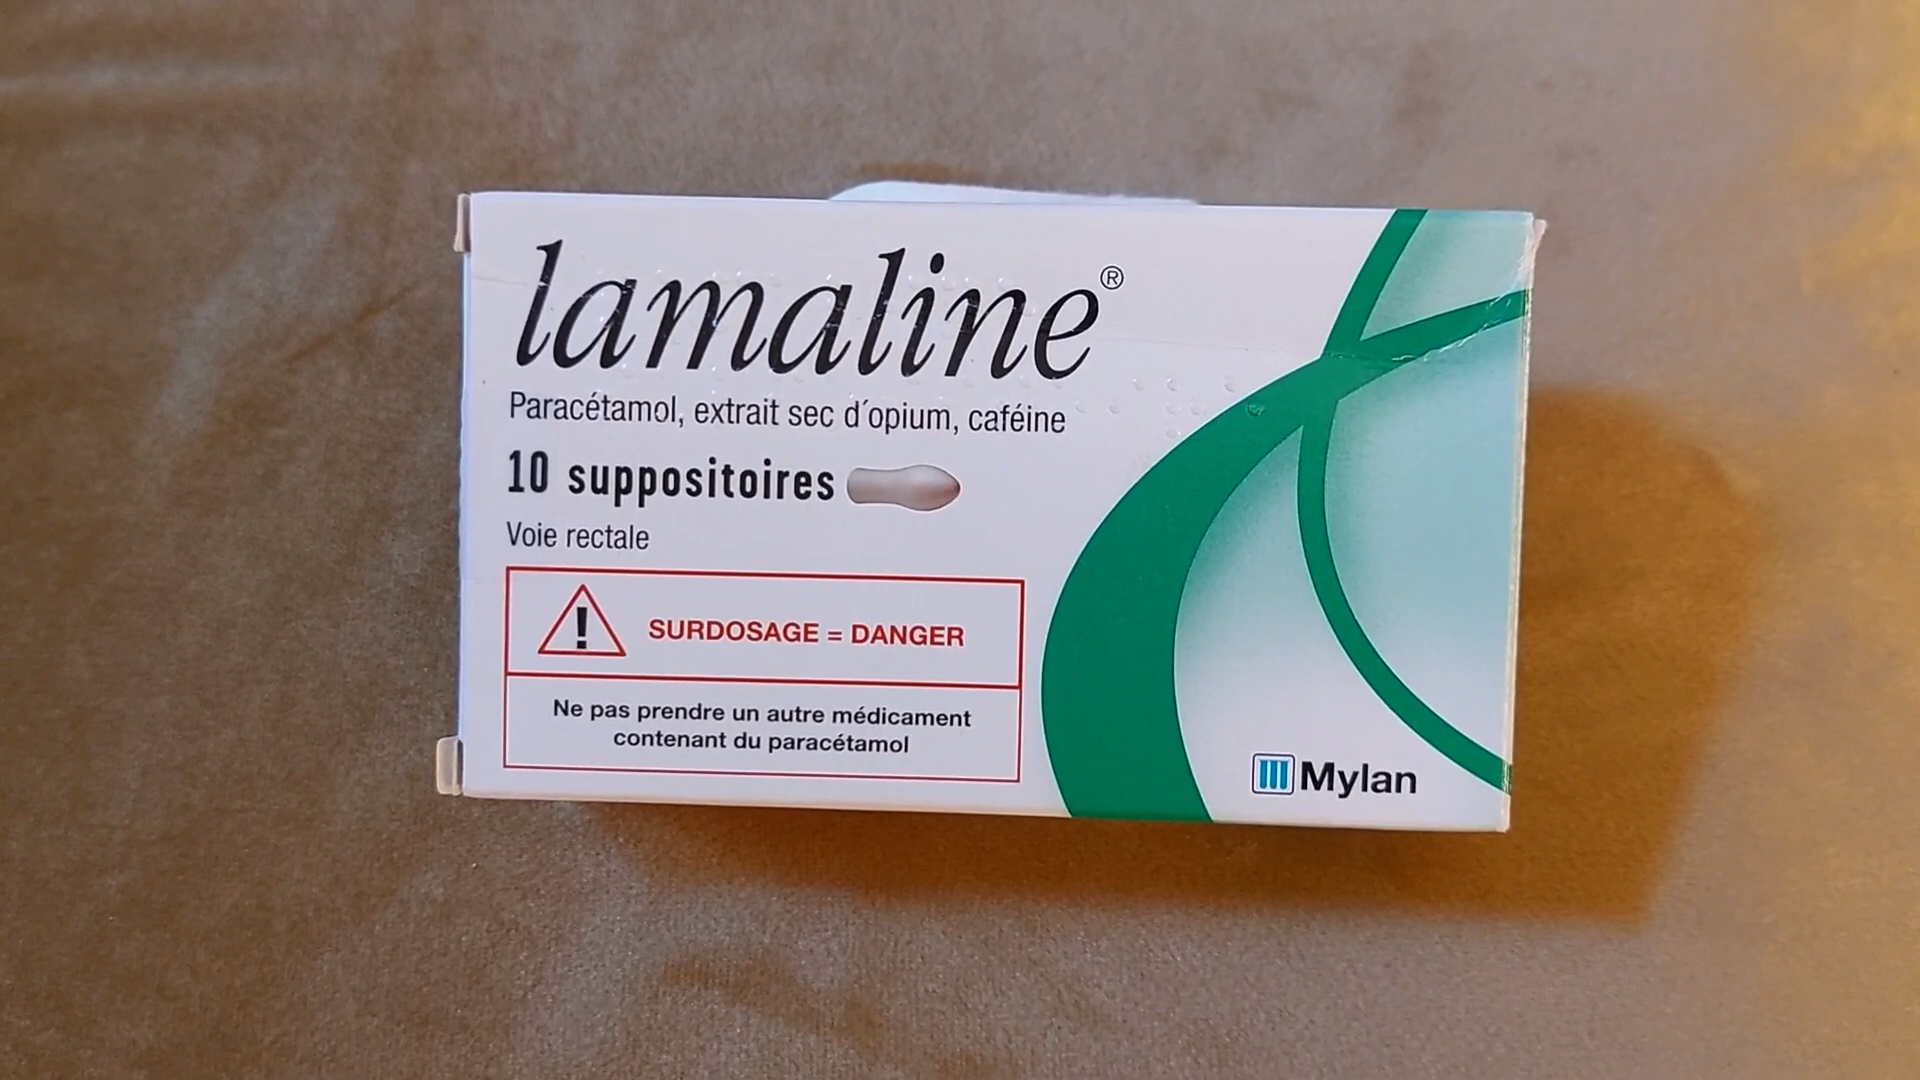 lamaline®
Paracétamol, extrait sec d'opium, caféine
10 suppositoires
Voie rectale
! SURDOSAGE = DANGER
Ne pas prendre un autre médicament
contenant du paracétamol
Mylan